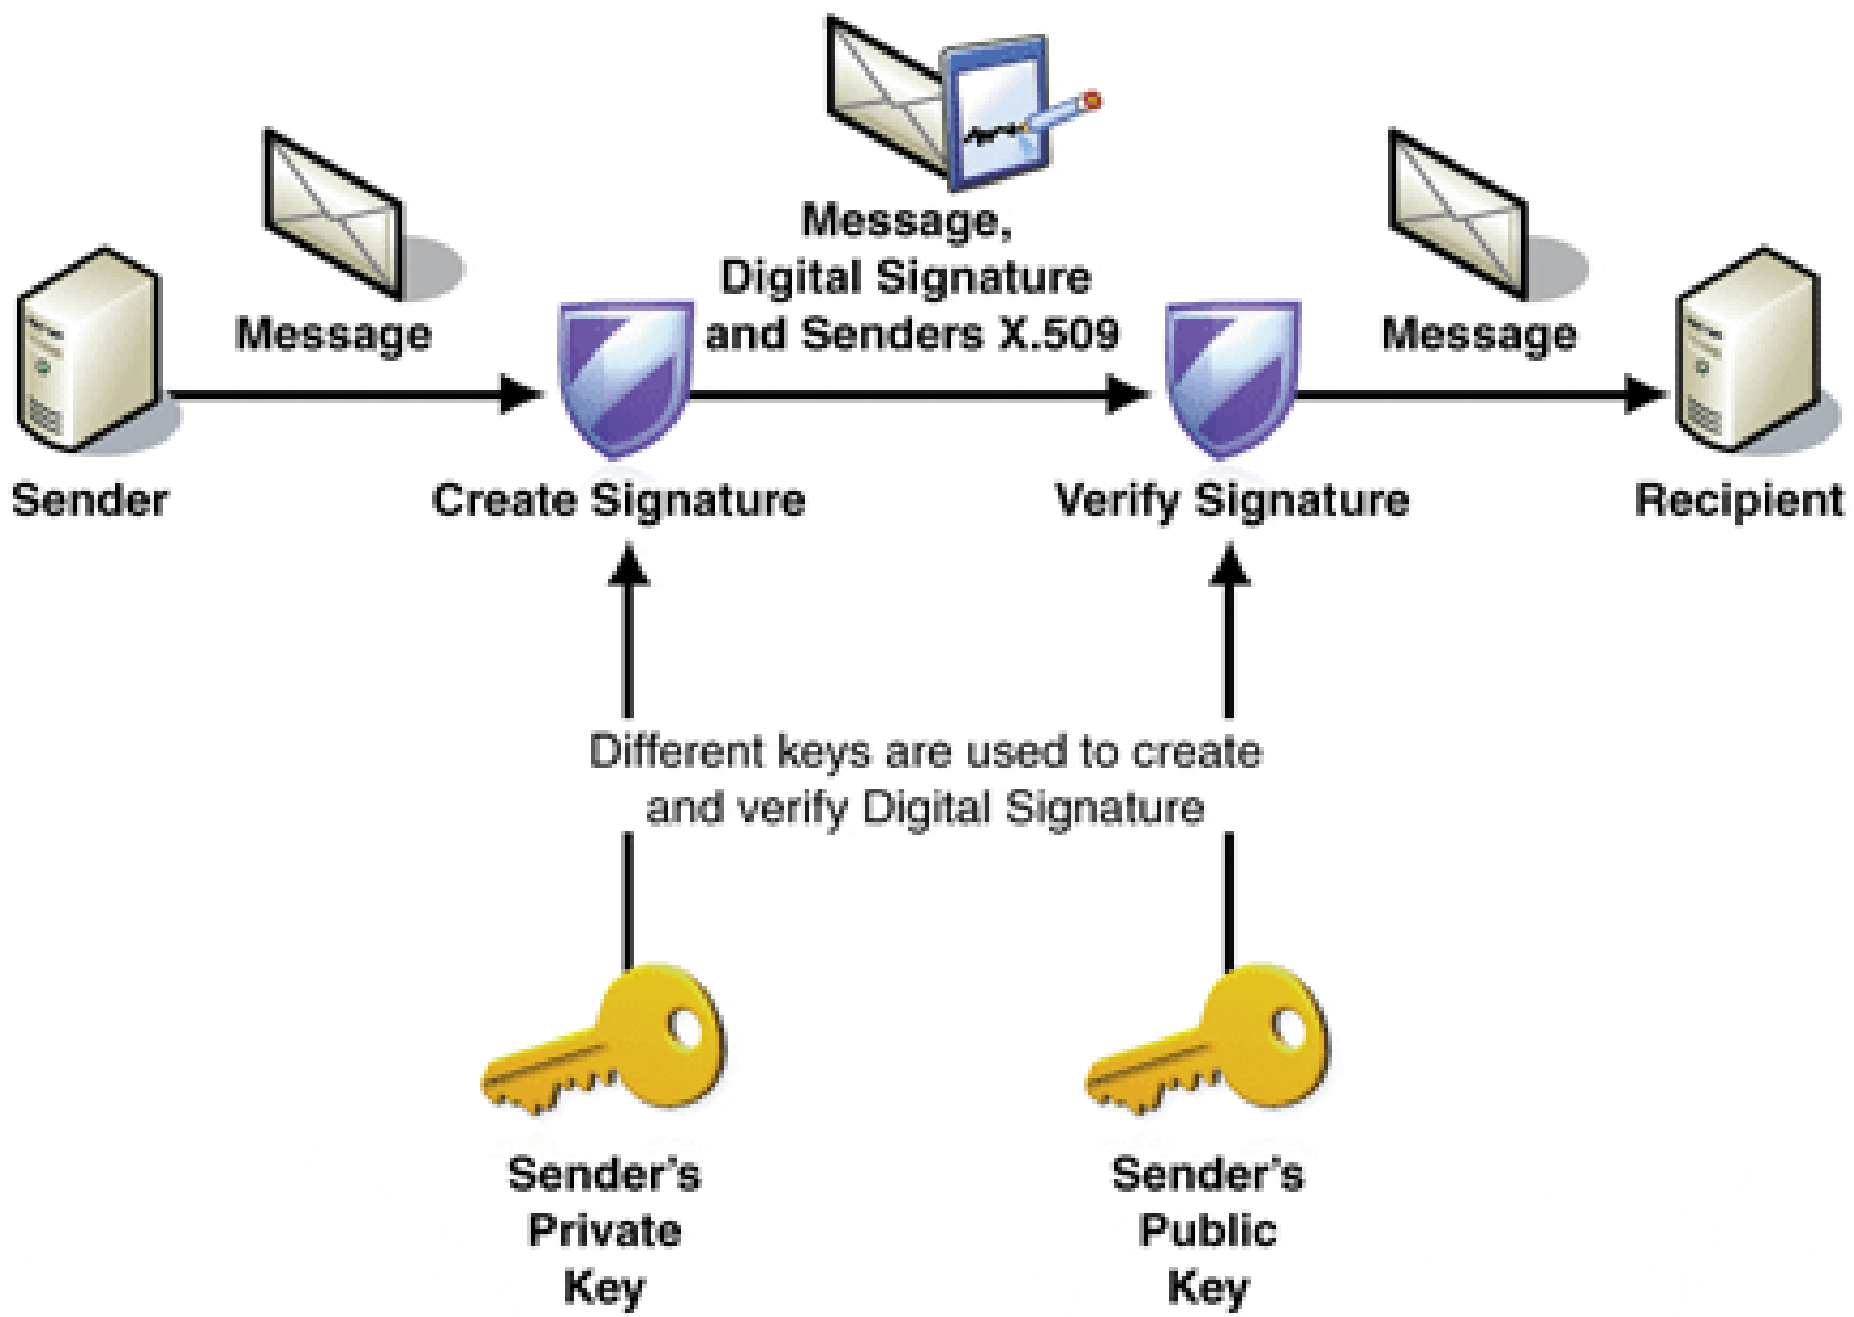 Message,
Digital Signature
and Senders X.509
Message
Message
Sender
Create Signature
Verify Signature
Recipient
Different keys are used to create
and verify Digital Signature
Sender's
Private
Key
Sender's
Public
Key